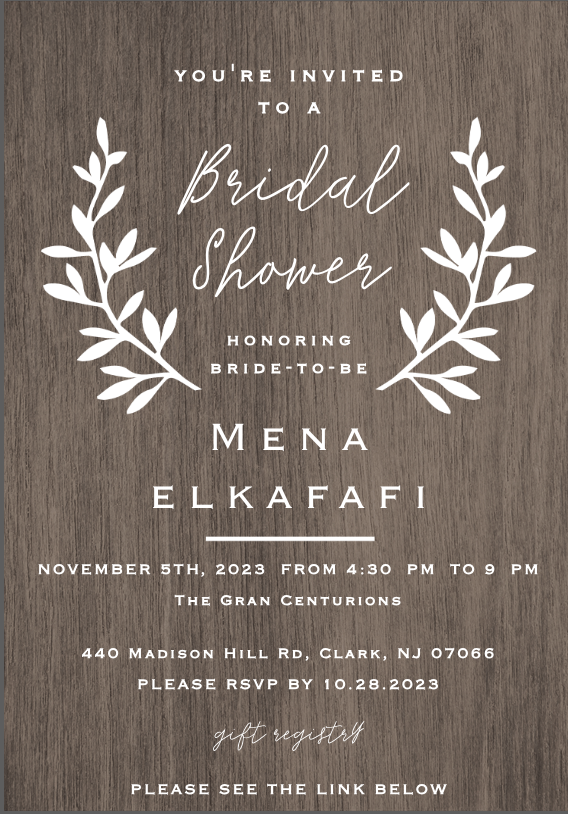 YOU'RE INVITED
TO A
Bridal
Shower
HONORING
BRIDE-TO-BE
MENA
ELKAFAFI
NOVEMBER 5TH, 2023 FROM 4:30 PM TO 9 PM
THE GRAN CENTURIONS
440 MADISON HILL RD, CLARK, NJ 07066
PLEASE RSVP BY 10.28.2023
gift registry
PLEASE SEE THE LINK BELOW